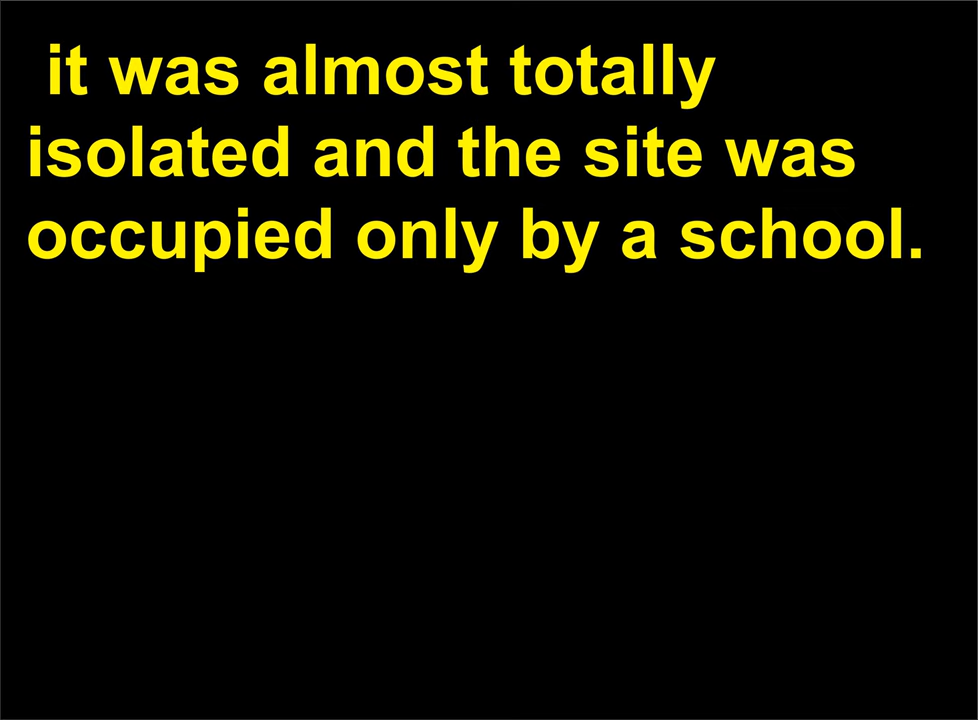 it was almost totally
isolated and the site was
occupied only by a school.